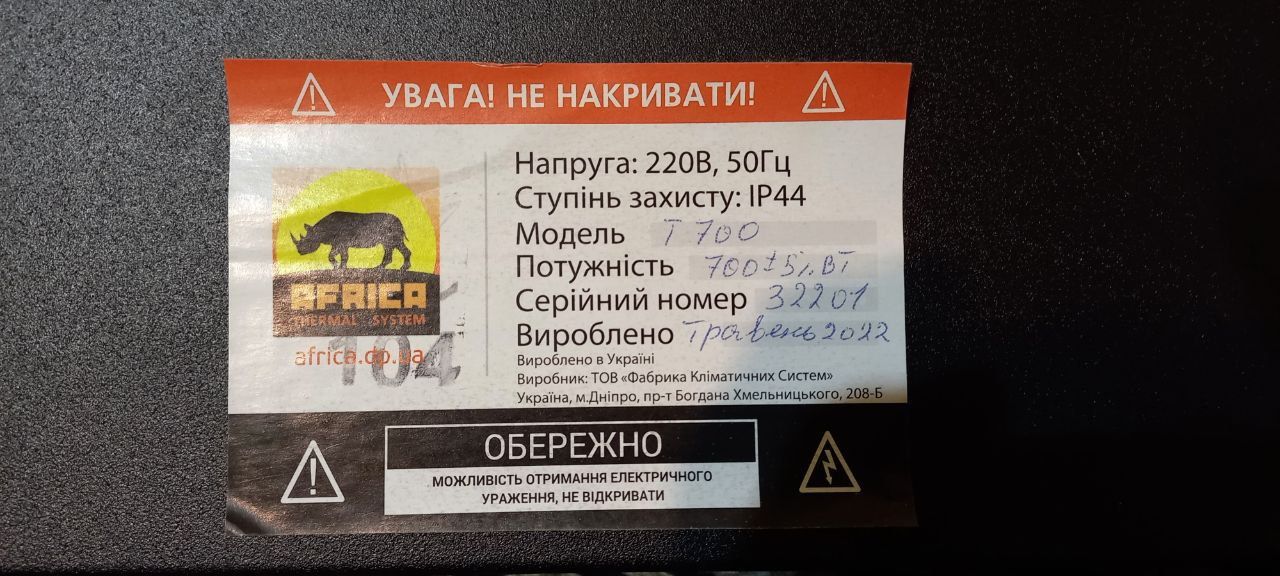 УВАГА! НЕ НАКРИВАТИ!
Напруга: 220В, 50Гц
Ступінь захисту: IP44
Модель Т 700
Потужність 700±5% ВТ
Серійний номер 32201
Вироблено Травень 2022
Вироблено в Україні
Виробник: ТОВ «Фабрика Кліматичних Систем»
Україна, м.Дніпро, пр-т Богдана Хмельницького, 208-Б
AFRICA
THERMAL SYSTEM
africa.dp.ua
104
ОБЕРЕЖНО
МОЖЛИВІСТЬ ОТРИМАННЯ ЕЛЕКТРИЧНОГО
УРАЖЕННЯ, НЕ ВІДКРИВАТИ